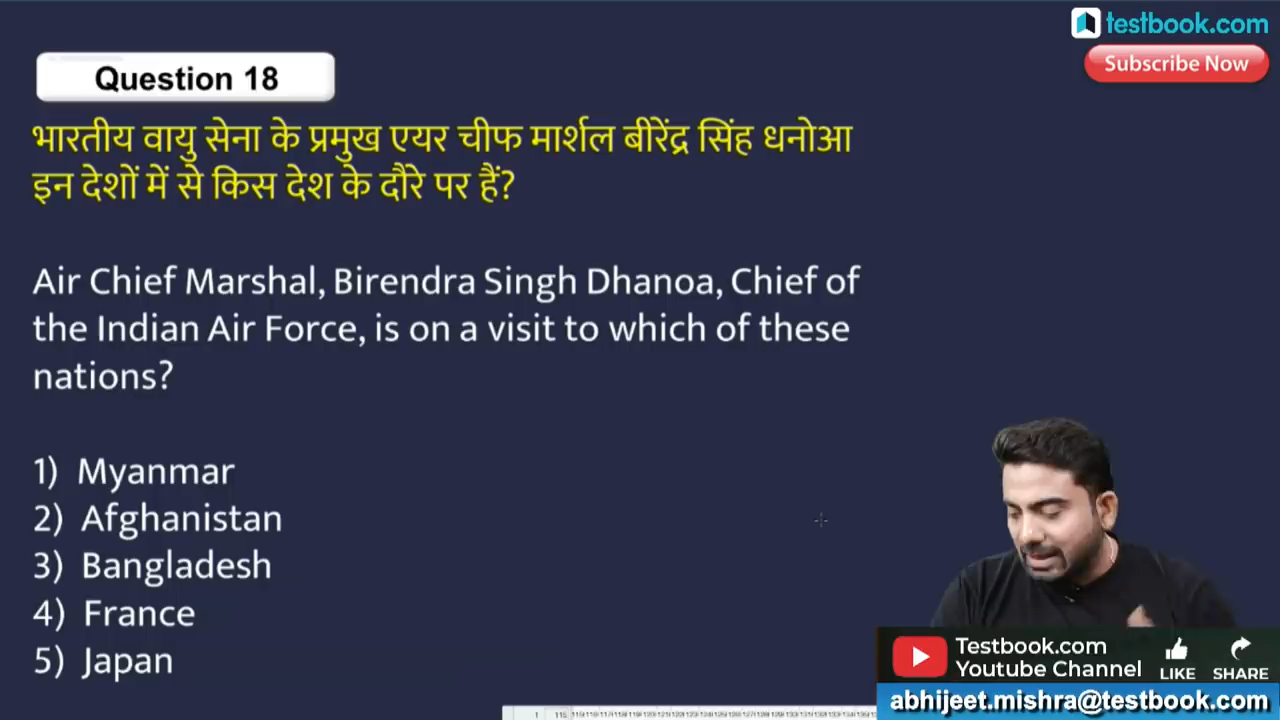 testbook.com
Subscribe Now
Question 18
भारतीय वायु सेना के प्रमुख एयर चीफ मार्शल बीरेंद्र सिंह धनोआ
इन देशों में से किस देश के दौरे पर हैं?
Air Chief Marshal, Birendra Singh Dhanoa, Chief of
the Indian Air Force, is on a visit to which of these
nations?
1) Myanmar
2) Afghanistan
3) Bangladesh
4) France
5) Japan
Testbook.com
Youtube Channel
LIKE
SHARE
abhijeet.mishra@testbook.com